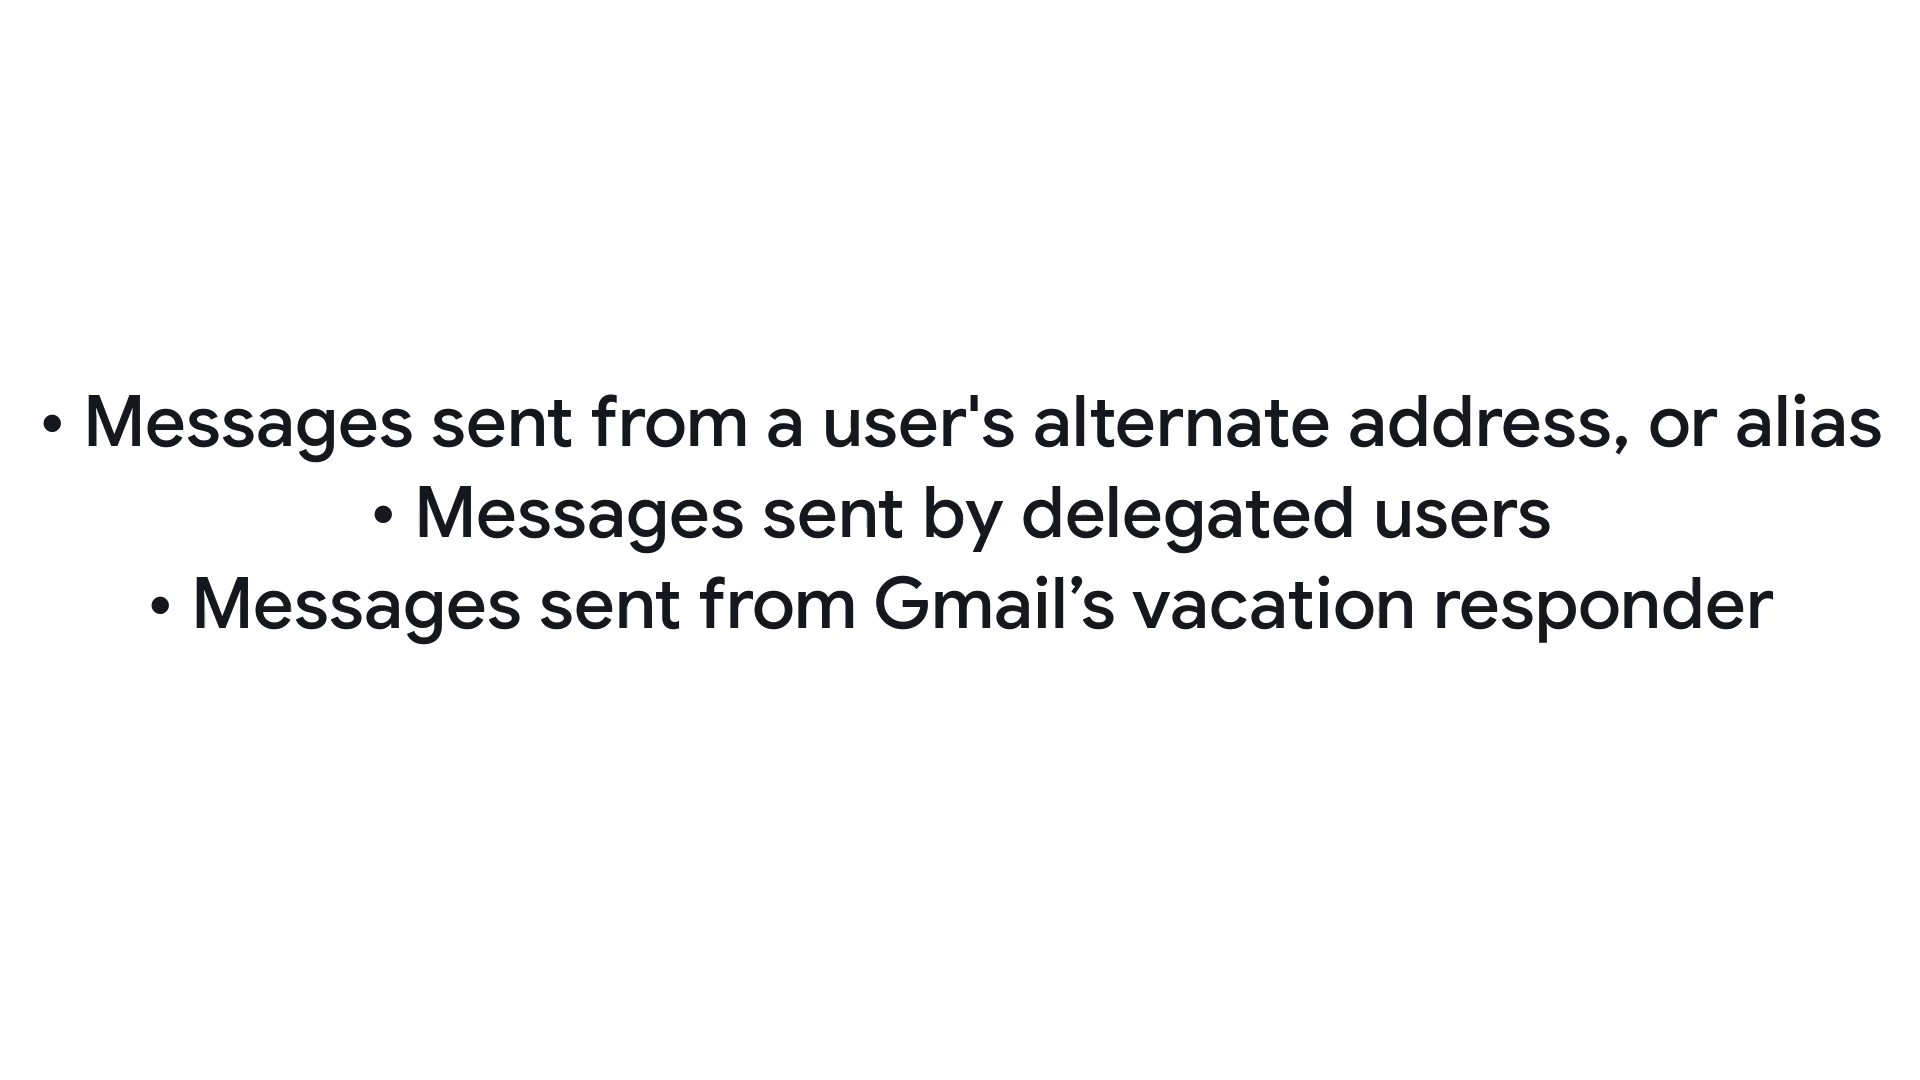 • Messages sent from a user's alternate address, or alias
• Messages sent by delegated users
• Messages sent from Gmail’s vacation responder